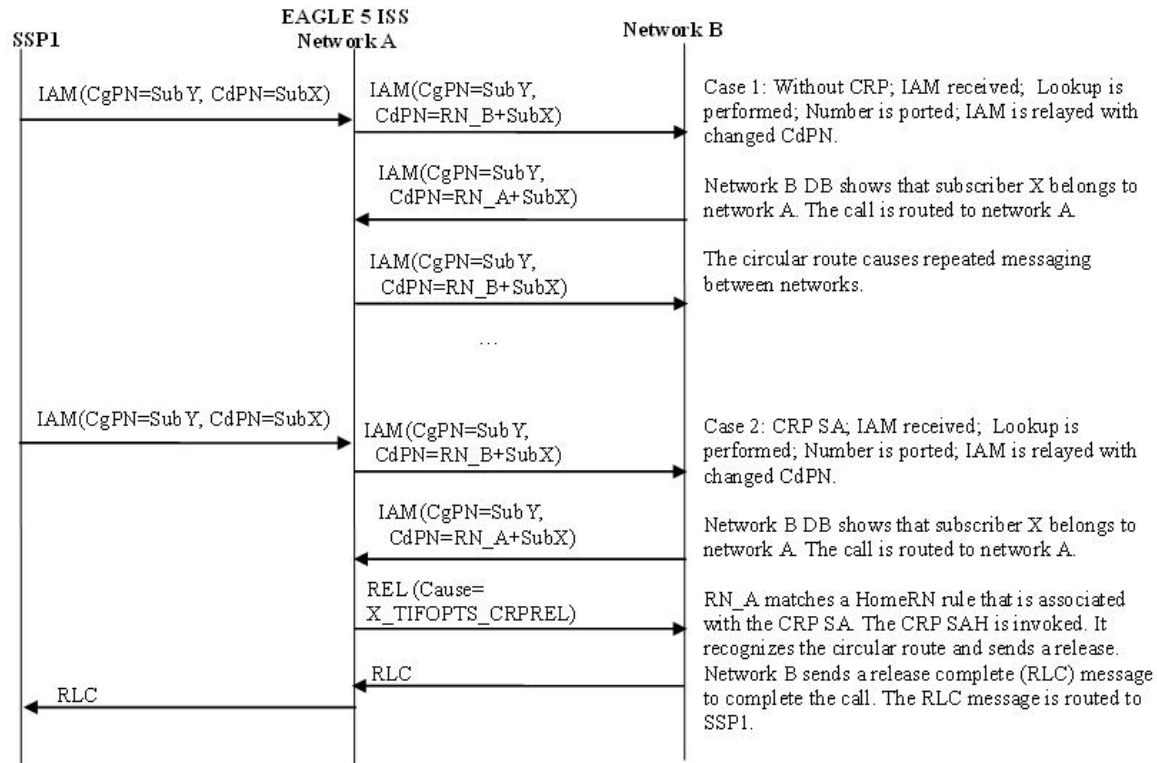 EAGLE 5 ISS
SSP1
Network A
Network B
IAM(CgPN=SubY, CdPN=SubX)
IAM(CgPN=SubY,
CdPN=RN_B+SubX)
Case 1: Without CRP; IAM received; Lookup is
performed; Number is ported; IAM is relayed with
changed CdPN.
IAM(CgPN=SubY,
CdPN=RN_A+SubX)
Network B DB shows that subscriber X belongs to
network A. The call is routed to network A.
IAM(CgPN=SubY,
CdPN=RN_B+SubX)
The circular route causes repeated messaging
between networks.
...
IAM(CgPN=SubY, CdPN=SubX)
IAM(CgPN=SubY,
CdPN=RN_B+SubX)
Case 2: CRP SA; IAM received; Lookup is
performed; Number is ported; IAM is relayed with
changed CdPN.
IAM(CgPN=SubY,
CdPN=RN_A+SubX)
Network B DB shows that subscriber X belongs to
network A. The call is routed to network A.
REL (Cause=
X_TIFOPTS_CRPREL)
RN_A matches a HomeRN rule that is associated
with the CRP SA. The CRP SAH is invoked. It
recognizes the circular route and sends a release.
RLC
Network B sends a release complete (RLC) message
to complete the call. The RLC message is routed to
SSP1.
RLC